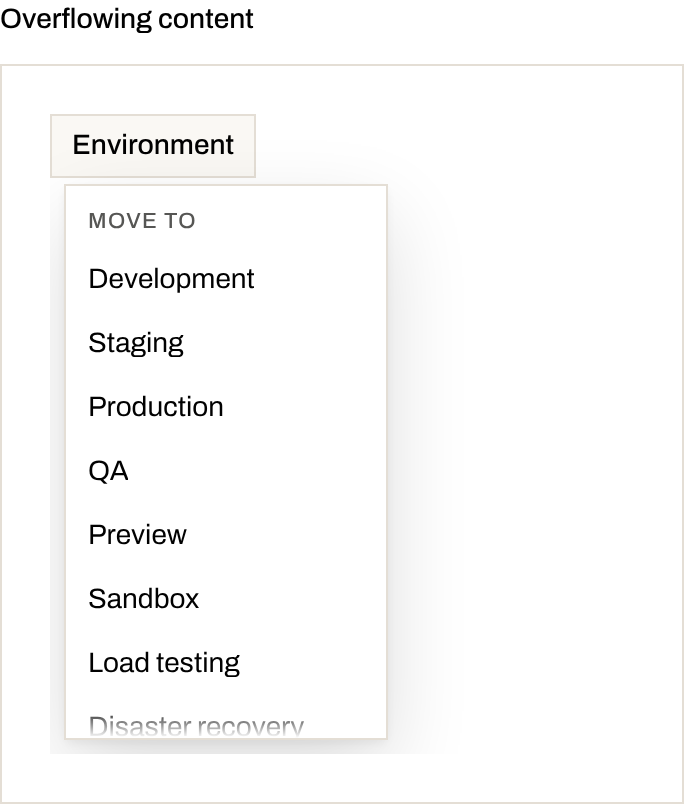 Overflowing content
Environment
MOVE TO
Development
Staging
Production
QA
Preview
Sandbox
Load testing
Disaster recovery